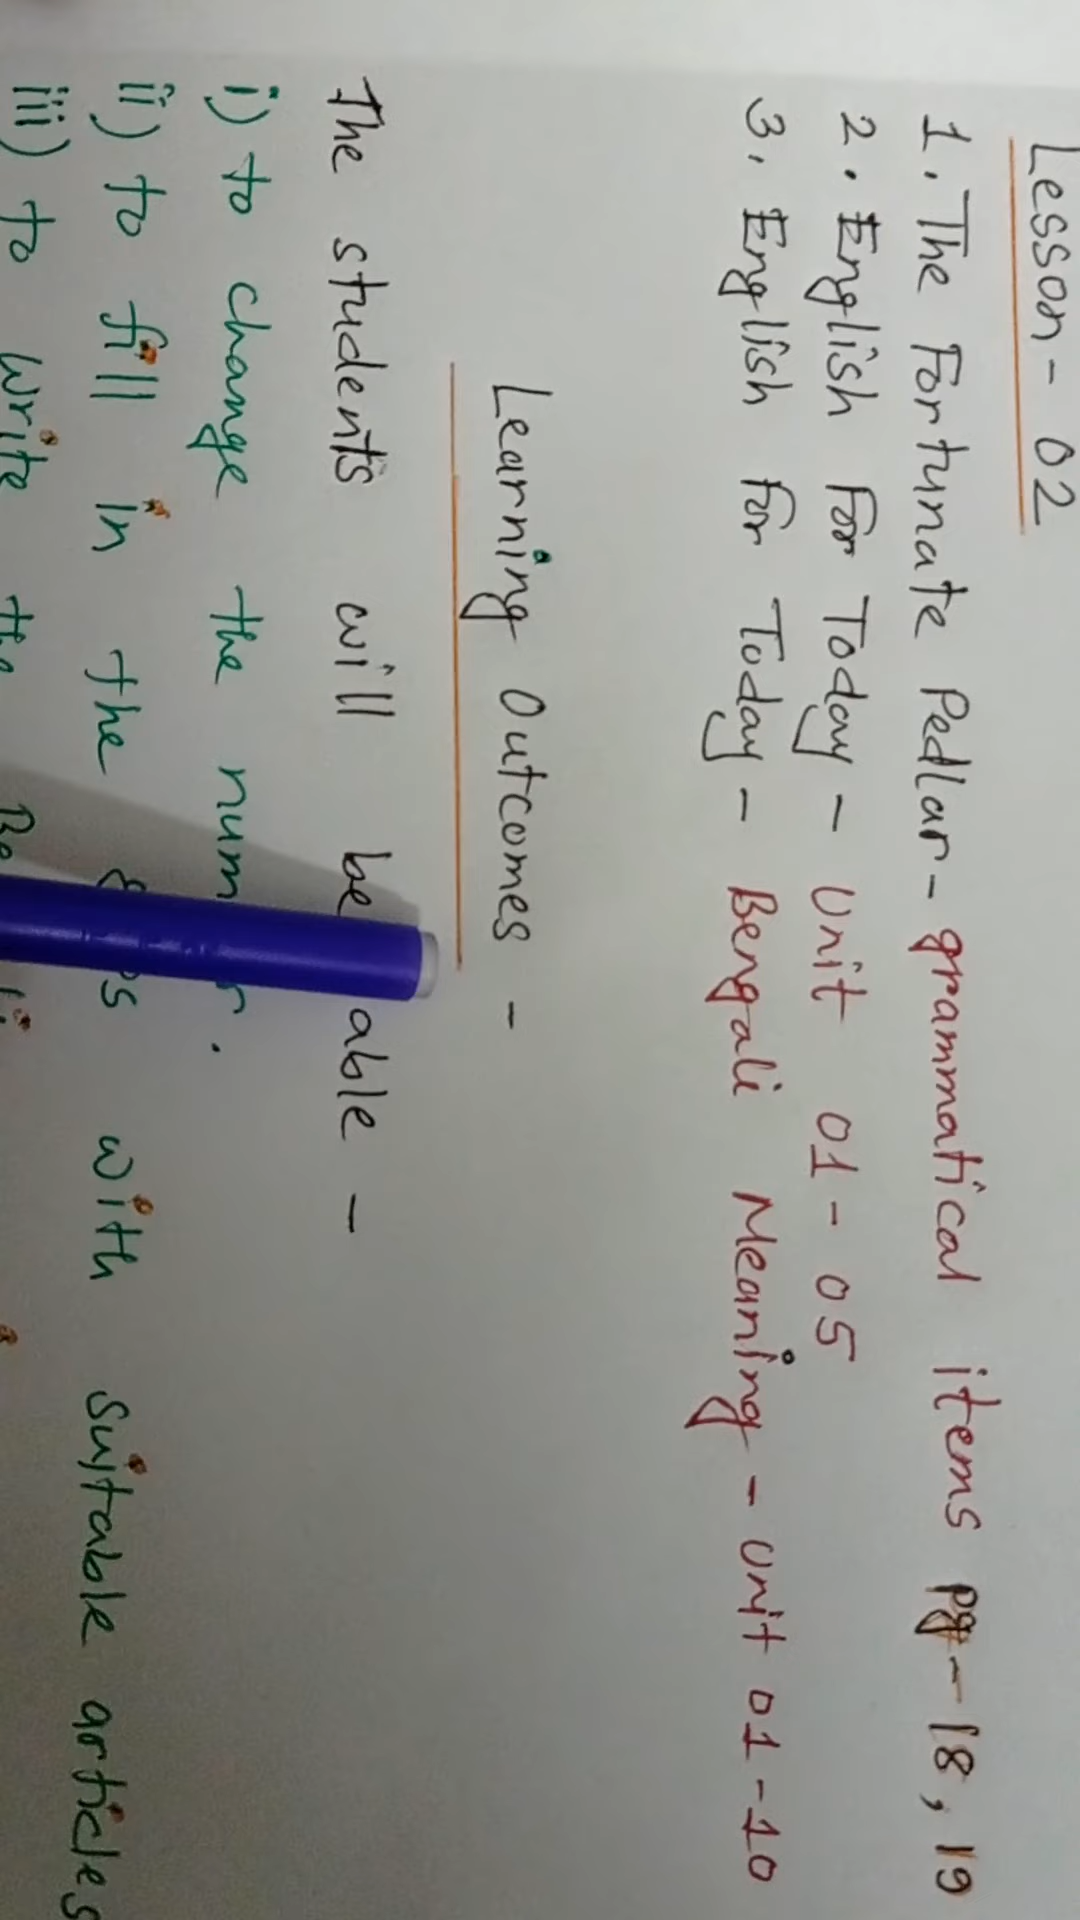 Lesson - 02
1. The Fortunate Pedlar - grammatical items pg - 18, 19
2. English For Today - Unit 01 - 05
3. English for Today - Bengali Meaning - Unit 01 - 10
Learning Outcomes -
The students will be able -
i) to change the
ii) to fill in the with suitable articles
iii) to write the